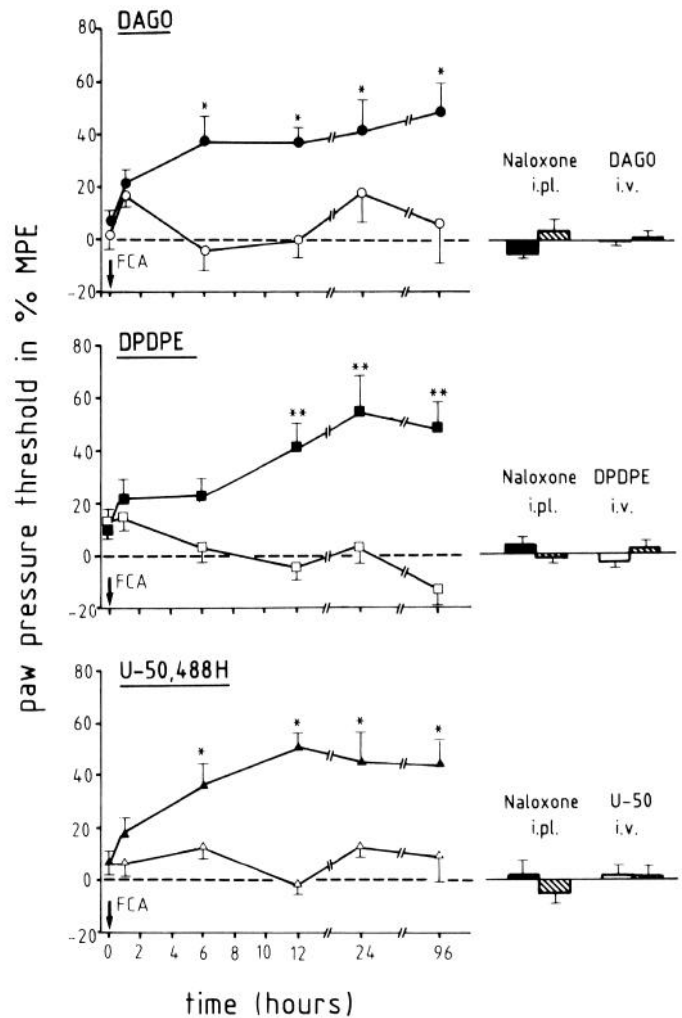 DAGO
80
60
40
20
0
-20
* * * *
FCA
Naloxone DAGO
i.pl. i.v.
DPDPE
80
60
40
20
0
-20
** ** **
FCA
Naloxone DPDPE
i.pl. i.v.
U-50,488H
80
60
40
20
0
-20
* * * *
FCA
Naloxone U-50
i.pl. i.v.
0 2 4 6 8 10 12 24 96
time (hours)
paw pressure threshold in % MPE